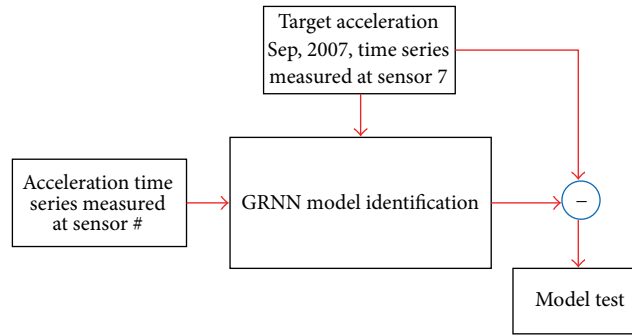 Target acceleration
Sep, 2007, time series
measured at sensor 7
Acceleration time
series measured
at sensor #
GRNN model identification
−
Model test